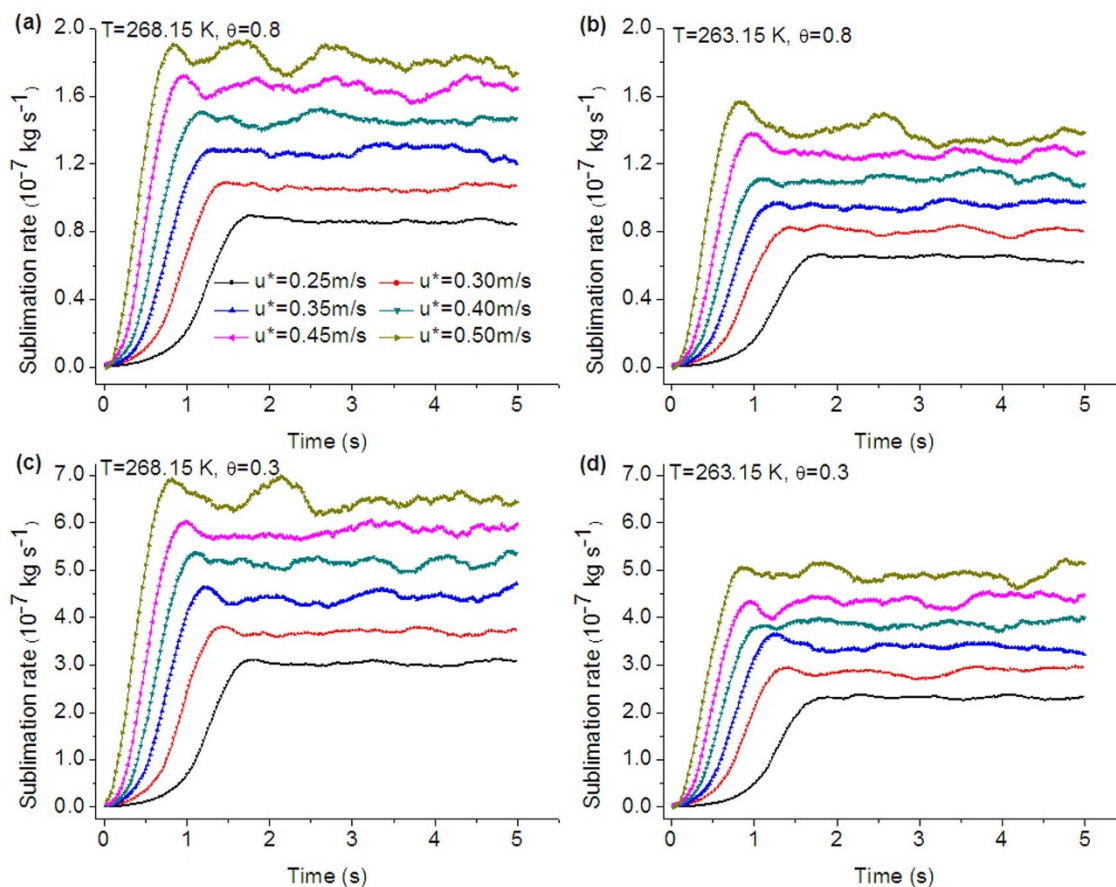 (a) T=268.15 K, θ=0.8
2.0
1.6
1.2
0.8
0.4
0.0
Sublimation rate (10⁻⁷ kg s⁻¹)
u*=0.25m/s u*=0.30m/s
u*=0.35m/s u*=0.40m/s
u*=0.45m/s u*=0.50m/s
0 1 2 3 4 5
Time (s)
(b) T=263.15 K, θ=0.8
2.0
1.6
1.2
0.8
0.4
0.0
Sublimation rate (10⁻⁷ kg s⁻¹)
0 1 2 3 4 5
Time (s)
(c) T=268.15 K, θ=0.3
7.0
6.0
5.0
4.0
3.0
2.0
1.0
0.0
Sublimation rate (10⁻⁷ kg s⁻¹)
0 1 2 3 4 5
Time (s)
(d) T=263.15 K, θ=0.3
7.0
6.0
5.0
4.0
3.0
2.0
1.0
0.0
Sublimation rate (10⁻⁷ kg s⁻¹)
0 1 2 3 4 5
Time (s)